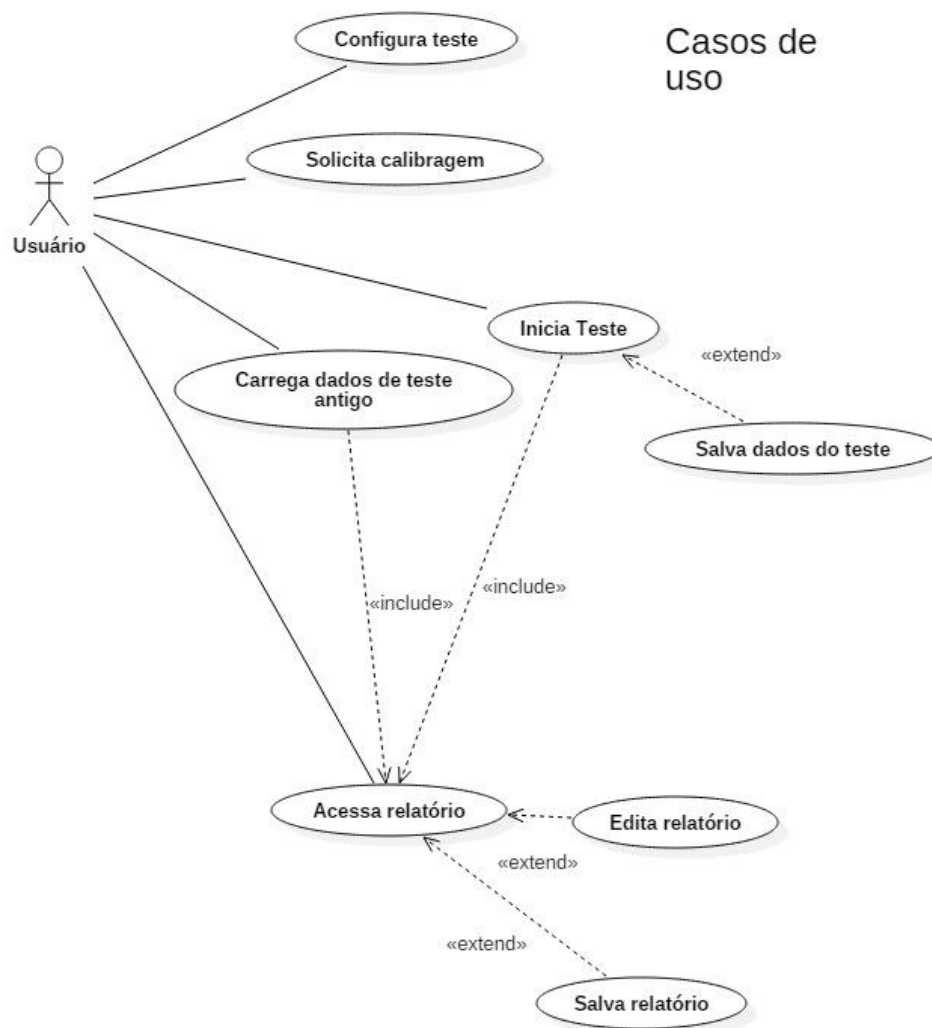 Configura teste
Casos de
uso
Solicita calibragem
Usuário
Inicia Teste
«extend»
Carrega dados de teste
antigo
Salva dados do teste
«include»
«include»
Acessa relatório
Edita relatório
«extend»
«extend»
Salva relatório